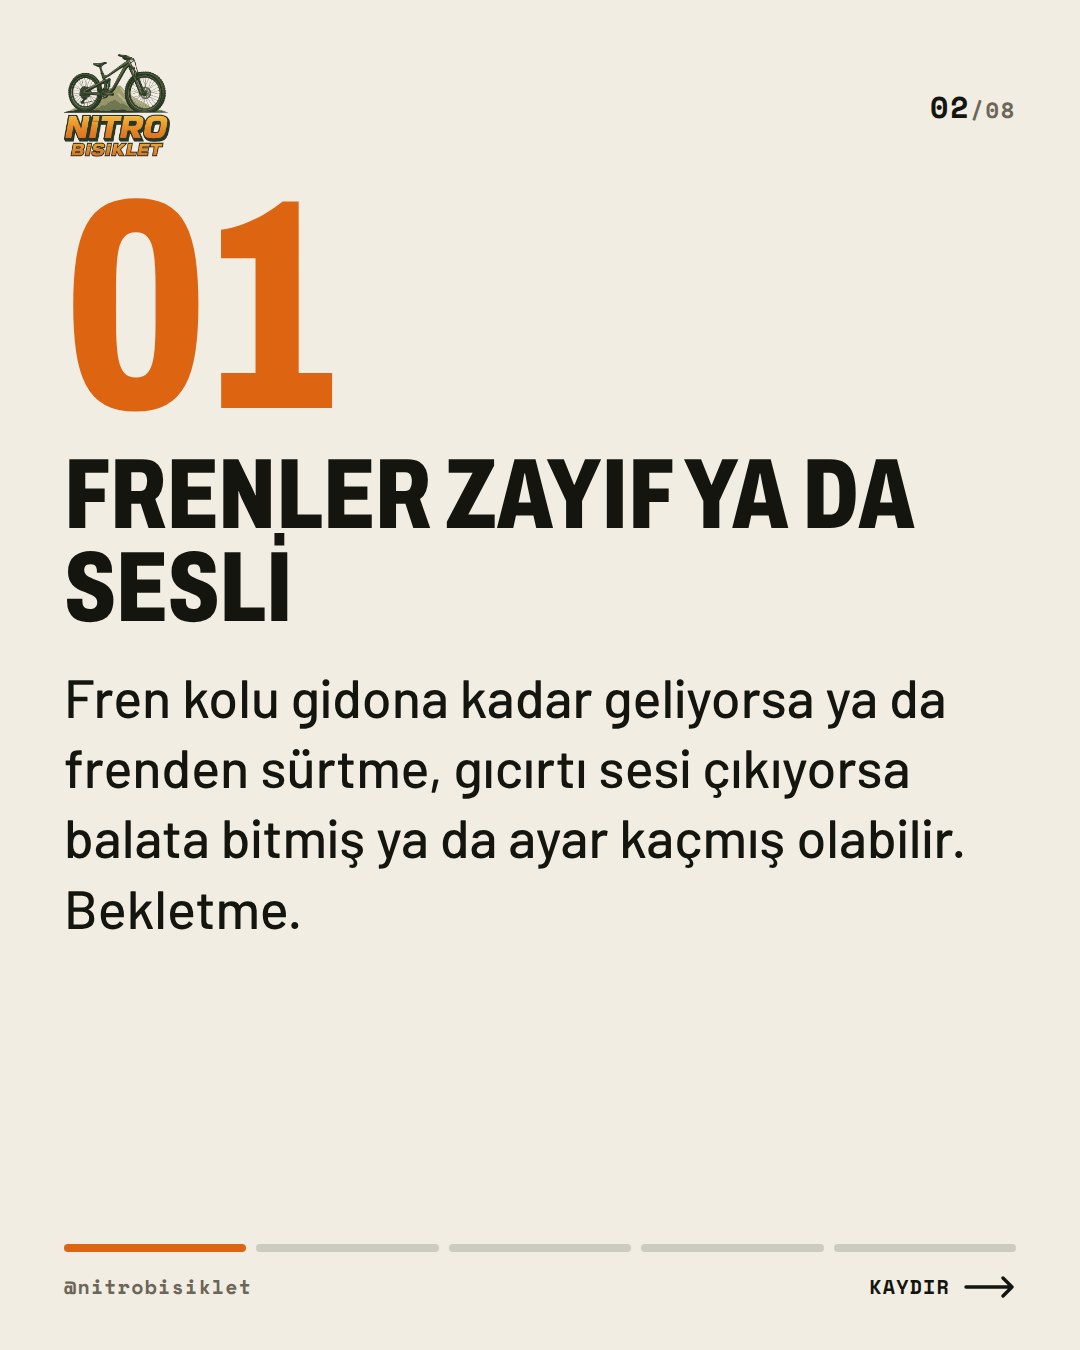 NiTRO
BISIKLET
02/08
01
FRENLER ZAYIF YA DA
SESLİ
Fren kolu gidona kadar geliyorsa ya da
frenden sürtme, gıcırtı sesi çıkıyorsa
balata bitmiş ya da ayar kaçmış olabilir.
Bekletme.
@nitrobisiklet
KAYDIR